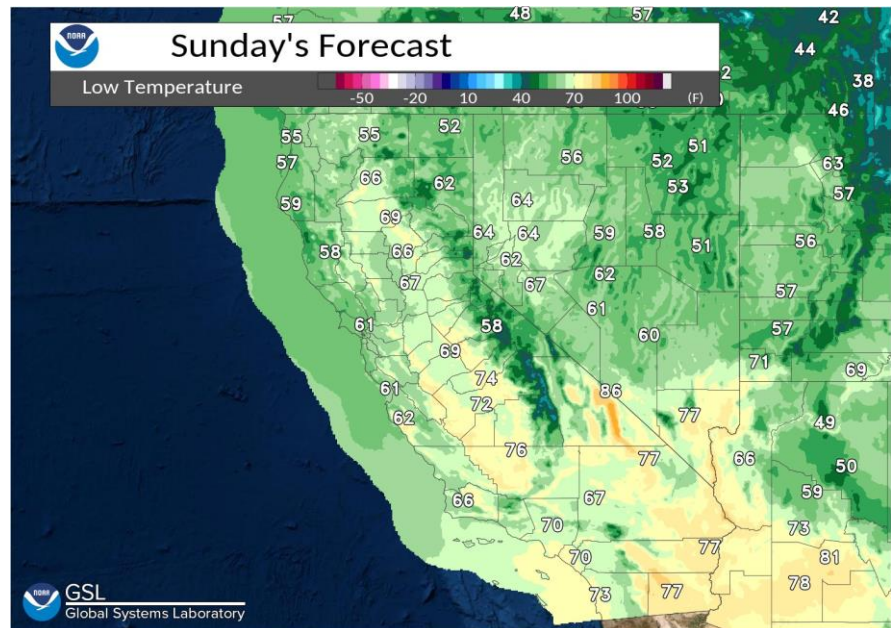 57 48 57 42
NOAA
Sunday's Forecast
44
Low Temperature
-50 -20 10 40 70 100 (F)
38
46
55 55 52 56 51
57 52 63
66 62 53 57
59 69 64
64 64 59 58 56
58 66 62 51
67 67 62
61 57
61 58 60 57
69 71 69
74
61 72 86
62 77 49
76 77 66 50
66 67 59
70 73
70 77 81
73 77 78
NOAA
GSL
Global Systems Laboratory